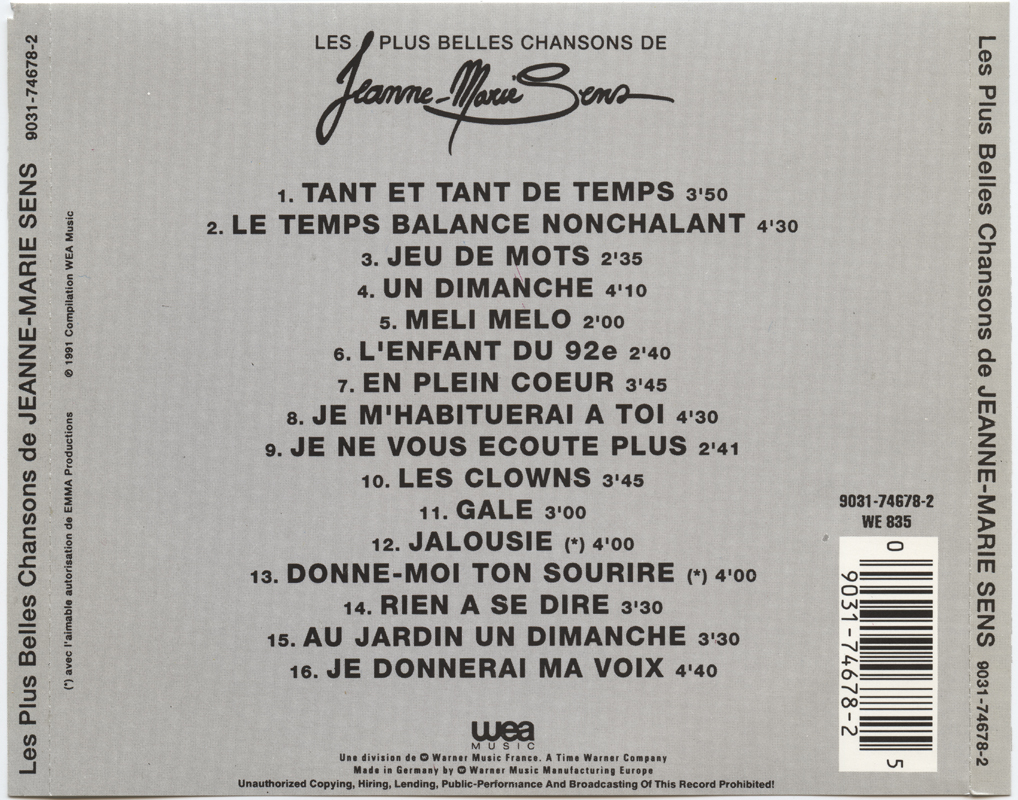 LES PLUS BELLES CHANSONS DE
Jeanne-Marie Sens
1. TANT ET TANT DE TEMPS 3'50
2. LE TEMPS BALANCE NONCHALANT 4'30
3. JEU DE MOTS 2'35
4. UN DIMANCHE 4'10
5. MELI MELO 2'00
6. L'ENFANT DU 92e 2'40
7. EN PLEIN COEUR 3'45
8. JE M'HABITUERAI A TOI 4'30
9. JE NE VOUS ECOUTE PLUS 2'41
10. LES CLOWNS 3'45
11. GALE 3'00
12. JALOUSIE (*) 4'00
13. DONNE-MOI TON SOURIRE (*) 4'00
14. RIEN A SE DIRE 3'30
15. AU JARDIN UN DIMANCHE 3'30
16. JE DONNERAI MA VOIX 4'40
wea
MUSIC
Une division de Warner Music France. A Time Warner Company
Made in Germany by Warner Music Manufacturing Europe
Unauthorized Copying, Hiring, Lending, Public-Performance And Broadcasting Of This Record Prohibited!
Les Plus Belles Chansons de JEANNE-MARIE SENS 9031-74678-2
(*) avec l'aimable autorisation de EMMA Productions ℗ 1991 Compilation WEA Music
9031-74678-2
WE 835
0 9031-74678-2 5
Les Plus Belles Chansons de JEANNE-MARIE SENS 9031-74678-2